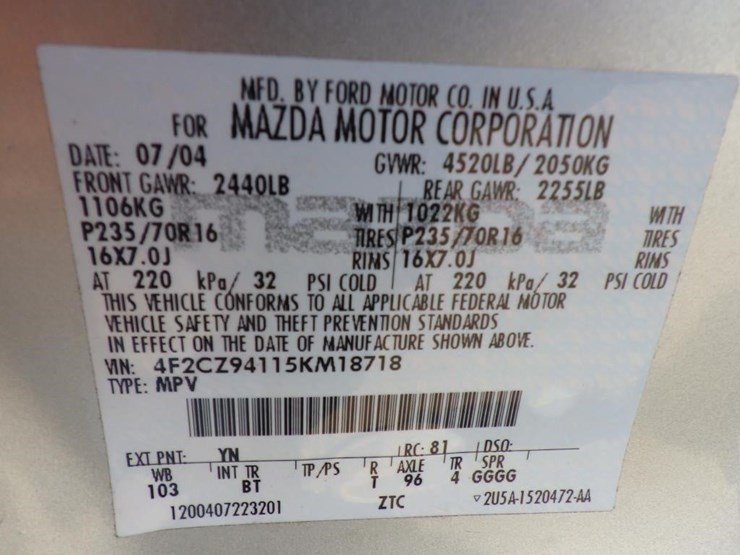 MFD. BY FORD MOTOR CO. IN U.S.A
FOR MAZDA MOTOR CORPORATION
DATE: 07/04 GVWR: 4520LB/2050KG
FRONT GAWR: 2440LB REAR GAWR: 2255LB
1106KG WITH 1022KG WITH
P235/70R16 TIRES P235/70R16 TIRES
16X7.0J RIMS 16X7.0J RIMS
AT 220 kPa/ 32 PSI COLD AT 220 kPa/ 32 PSI COLD
THIS VEHICLE CONFORMS TO ALL APPLICABLE FEDERAL MOTOR
VEHICLE SAFETY AND THEFT PREVENTION STANDARDS
IN EFFECT ON THE DATE OF MANUFACTURE SHOWN ABOVE.
VIN: 4F2CZ94115KM18718
TYPE: MPV
EXT PNT: YN RC: 81 DSO:
WB INT TR TP/PS R AXLE TR SPR
103 BT T 96 4 GGGG
1200407223201 ZTC ▽2U5A-1520472-AA
mazda